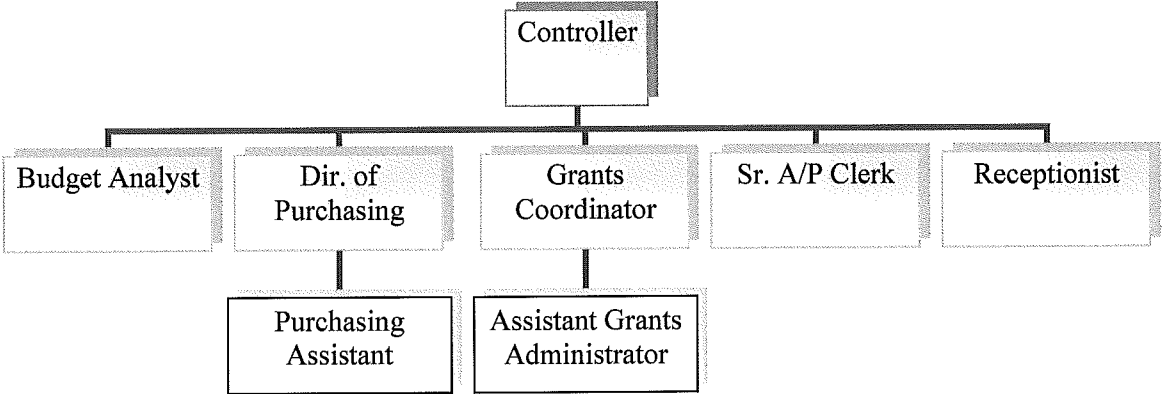 Controller
Budget Analyst
Dir. of
Purchasing
Grants
Coordinator
Sr. A/P Clerk
Receptionist
Purchasing
Assistant
Assistant Grants
Administrator